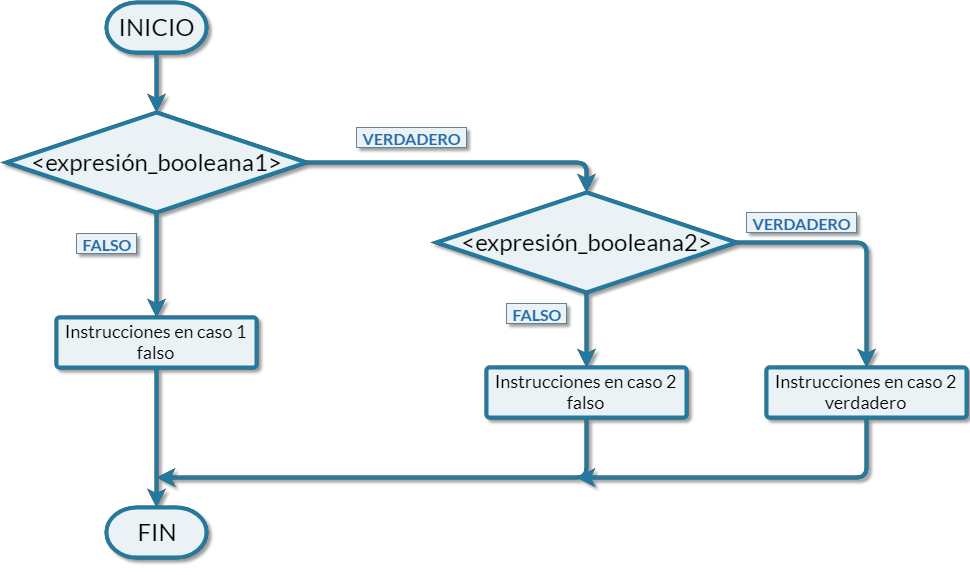 INICIO
<expresión_booleana1>
VERDADERO
FALSO
<expresión_booleana2>
VERDADERO
FALSO
Instrucciones en caso 1
falso
Instrucciones en caso 2
falso
Instrucciones en caso 2
verdadero
FIN